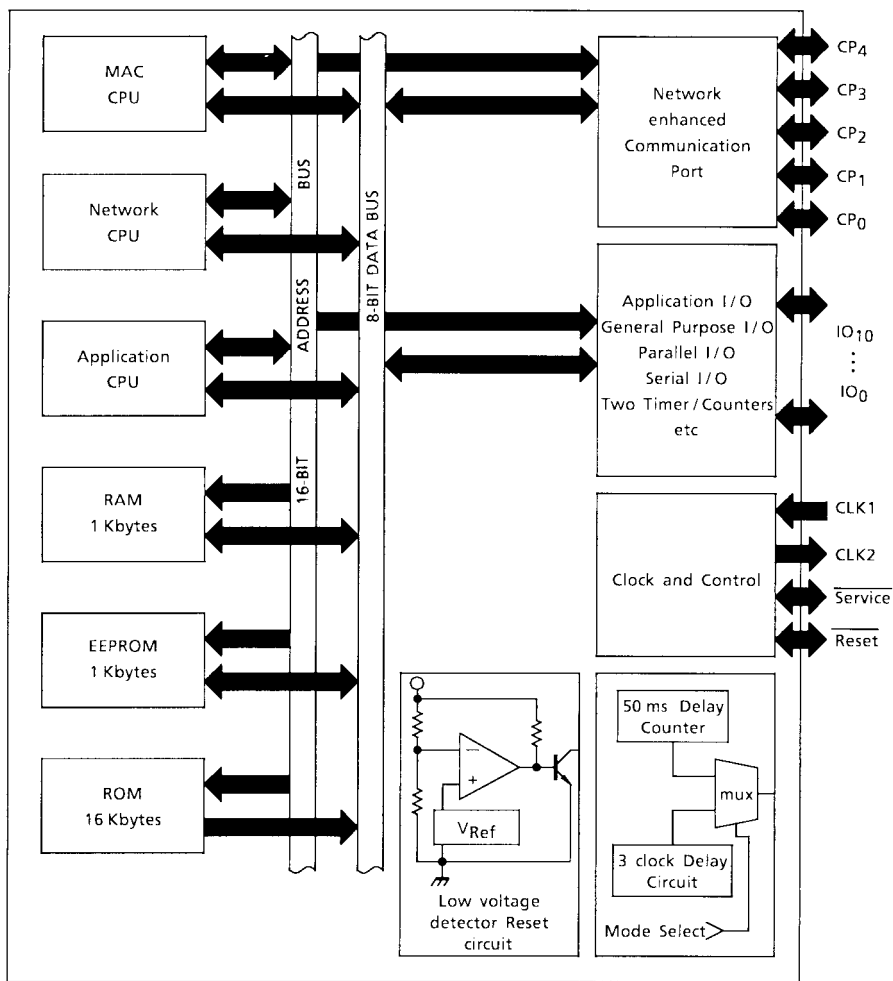 MAC
CPU
Network
CPU
Application
CPU
RAM
1 Kbytes
EEPROM
1 Kbytes
ROM
16 Kbytes
16-BIT ADDRESS BUS
8-BIT DATA BUS
Network
enhanced
Communication
Port
CP4
CP3
CP2
CP1
CP0
Application I/O
General Purpose I/O
Parallel I/O
Serial I/O
Two Timer/Counters
etc
IO10
⋮
IO0
Clock and Control
CLK1
CLK2
Service
Reset
−
+
VRef
Low voltage
detector Reset
circuit
50 ms Delay
Counter
mux
3 clock Delay
Circuit
Mode Select